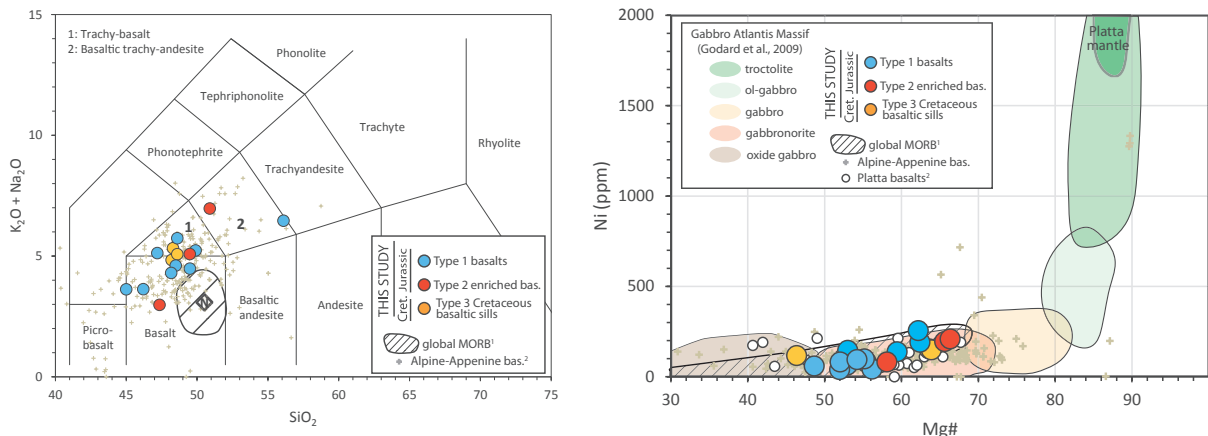 15
10
5
0
40
45
50
55
60
65
70
75
K2O + Na2O
SiO2
1: Trachy-basalt
2: Basaltic trachy-andesite
Phonolite
Tephriphonolite
Trachyte
Phonotephrite
Trachyandesite
Rhyolite
1
2
Picro-
basalt
Basalt
Basaltic
andesite
Andesite
THIS STUDY
Cret. Jurassic
Type 1 basalts
Type 2 enriched bas.
Type 3 Cretaceous
basaltic sills
global MORB¹
Alpine-Appenine bas.²
2000
1500
1000
500
0
30
40
50
60
70
80
90
Ni (ppm)
Mg#
Gabbro Atlantis Massif
(Godard et al., 2009)
troctolite
ol-gabbro
gabbro
gabbronorite
oxide gabbro
THIS STUDY
Cret. Jurassic
Type 1 basalts
Type 2 enriched bas.
Type 3 Cretaceous
basaltic sills
global MORB¹
Alpine-Appenine bas.
Platta basalts²
Platta
mantle